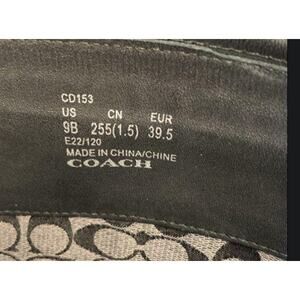 CD153
US CN EUR
9B 255(1.5) 39.5
E22/120
MADE IN CHINA/CHINE
COACH